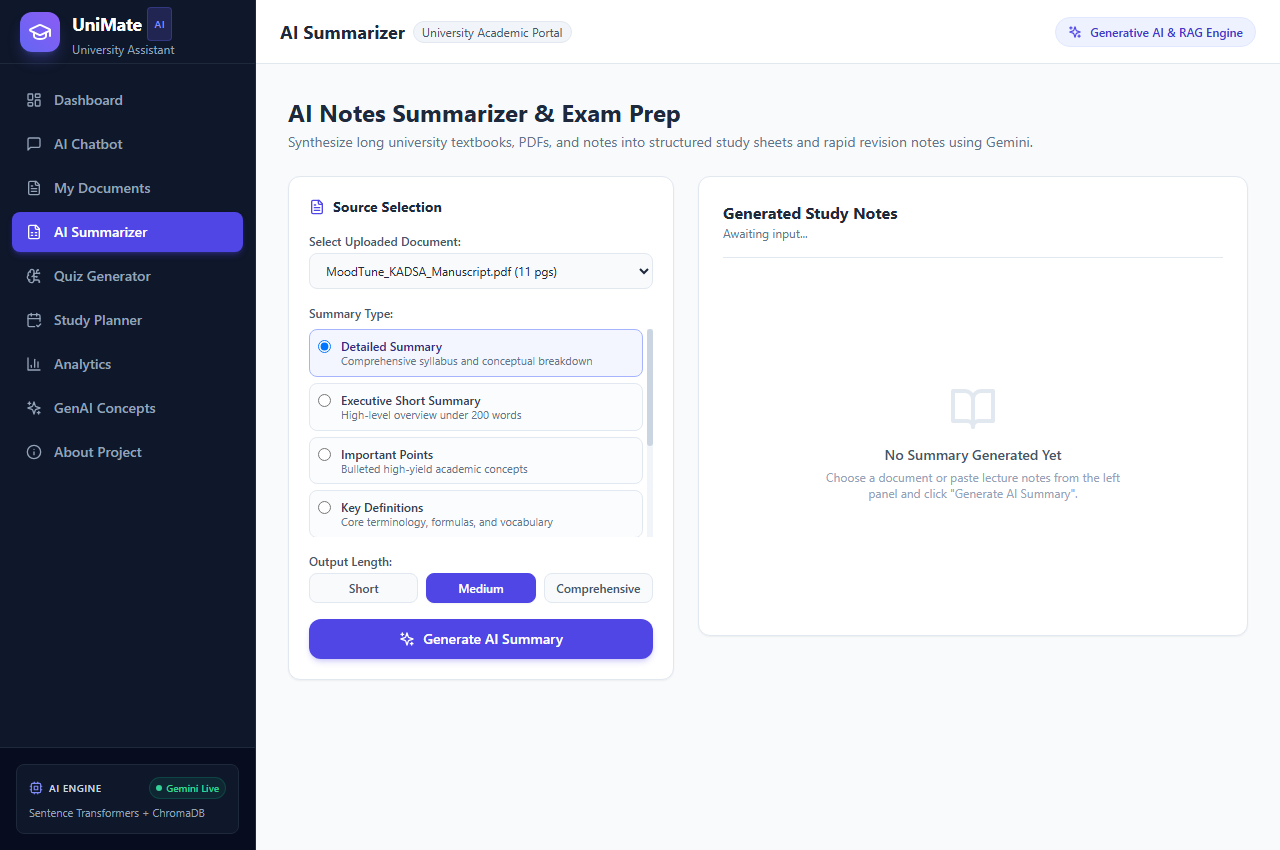 UniMate AI
University Assistant
Dashboard
AI Chatbot
My Documents
AI Summarizer
Quiz Generator
Study Planner
Analytics
GenAI Concepts
About Project
AI ENGINE
Gemini Live
Sentence Transformers + ChromaDB
AI Summarizer
University Academic Portal
Generative AI & RAG Engine
AI Notes Summarizer & Exam Prep
Synthesize long university textbooks, PDFs, and notes into structured study sheets and rapid revision notes using Gemini.
Source Selection
Select Uploaded Document:
MoodTune_KADSA_Manuscript.pdf (11 pgs)
Summary Type:
Detailed Summary
Comprehensive syllabus and conceptual breakdown
Executive Short Summary
High-level overview under 200 words
Important Points
Bulleted high-yield academic concepts
Key Definitions
Core terminology, formulas, and vocabulary
Output Length:
Short
Medium
Comprehensive
Generate AI Summary
Generated Study Notes
Awaiting input...
No Summary Generated Yet
Choose a document or paste lecture notes from the left
panel and click "Generate AI Summary".